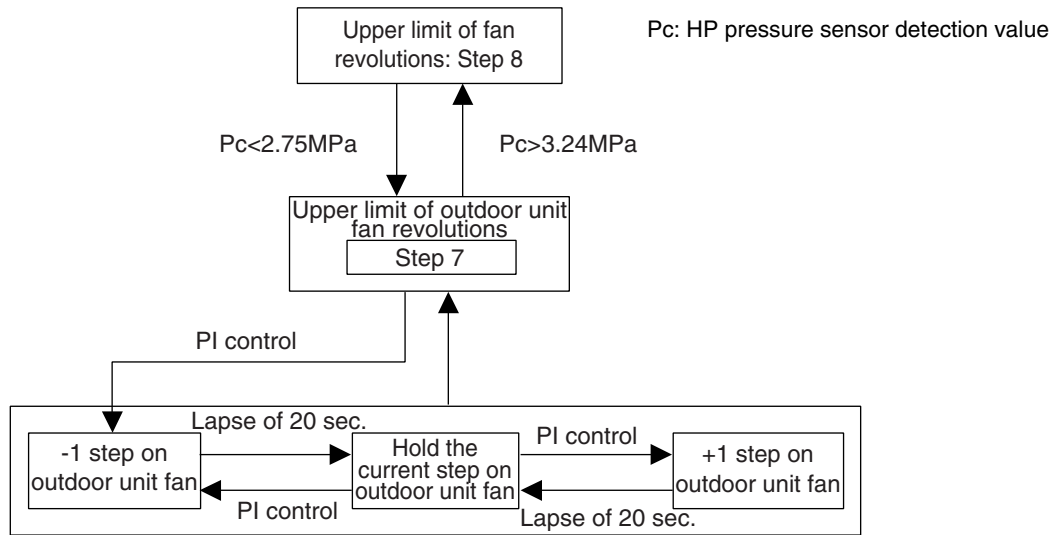 Upper limit of fan
revolutions: Step 8
Pc: HP pressure sensor detection value
Pc<2.75MPa
Pc>3.24MPa
Upper limit of outdoor unit
fan revolutions
Step 7
PI control
Lapse of 20 sec.
-1 step on
outdoor unit fan
Hold the
current step on
outdoor unit fan
PI control
+1 step on
outdoor unit fan
PI control
Lapse of 20 sec.